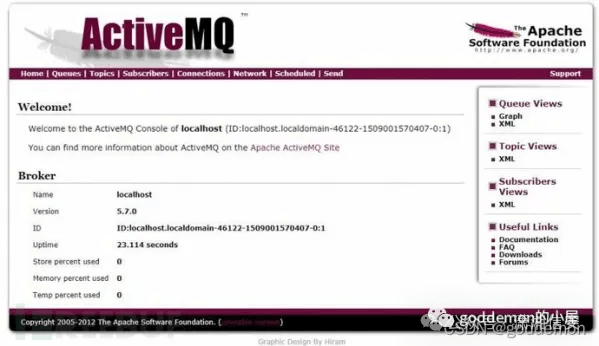 ActiveMQ™
The Apache
Software Foundation
http://www.apache.org/
Home | Queues | Topics | Subscribers | Connections | Network | Scheduled | Send
Support
Welcome!
Welcome to the ActiveMQ Console of localhost (ID:localhost.localdomain-46122-1509001570407-0:1)
You can find more information about ActiveMQ on the Apache ActiveMQ Site
Broker
Name localhost
Version 5.7.0
ID ID:localhost.localdomain-46122-1509001570407-0:1
Uptime 23.114 seconds
Store percent used 0
Memory percent used 0
Temp percent used 0
Queue Views
Graph
XML
Topic Views
XML
Subscribers
Views
XML
Useful Links
Documentation
FAQ
Downloads
Forums
Copyright 2005-2012 The Apache Software Foundation. (printable version)
goddemon的小屋
CSDN @goddemon
Graphic Design By Hiram